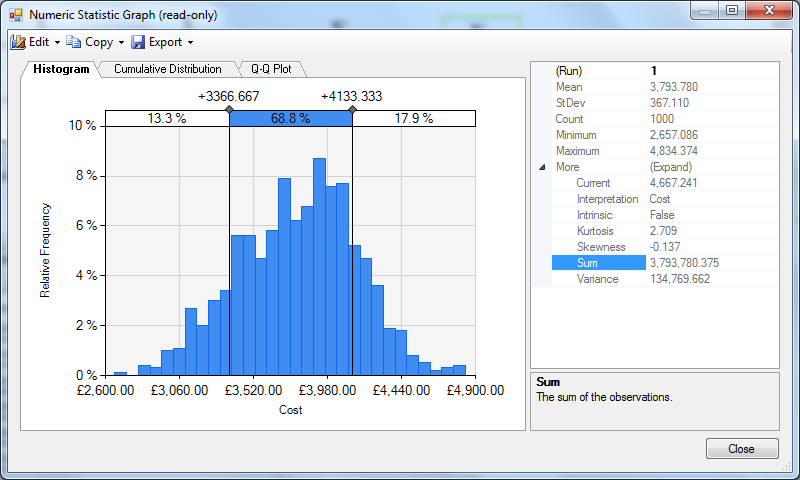 Numeric Statistic Graph (read-only)
Edit Copy Export
Histogram Cumulative Distribution Q-Q Plot
+3366.667 +4133.333
13.3 % 68.8 % 17.9 %
10 %
8 %
6 %
4 %
2 %
0 %
Relative Frequency
£2,600.00 £3,060.00 £3,520.00 £3,980.00 £4,440.00 £4,900.00
Cost
(Run) 1
Mean 3,793.780
StDev 367.110
Count 1000
Minimum 2,657.086
Maximum 4,834.374
More (Expand)
Current 4,667.241
Interpretation Cost
Intrinsic False
Kurtosis 2.709
Skewness -0.137
Sum 3,793,780.375
Variance 134,769.662
Sum
The sum of the observations.
Close